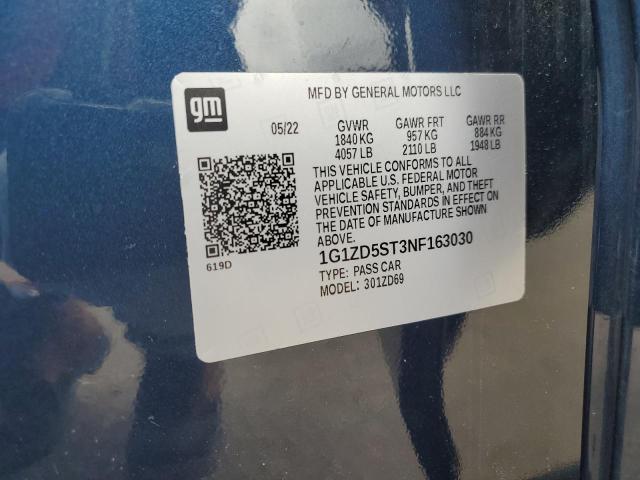 gm
MFD BY GENERAL MOTORS LLC
05/22 GVWR GAWR FRT GAWR RR
1840 KG 957 KG 884 KG
4057 LB 2110 LB 1948 LB
THIS VEHICLE CONFORMS TO ALL
APPLICABLE U.S. FEDERAL MOTOR
VEHICLE SAFETY, BUMPER, AND THEFT
PREVENTION STANDARDS IN EFFECT ON
THE DATE OF MANUFACTURE SHOWN
ABOVE.
619D
1G1ZD5ST3NF163030
TYPE: PASS CAR
MODEL: 301ZD69